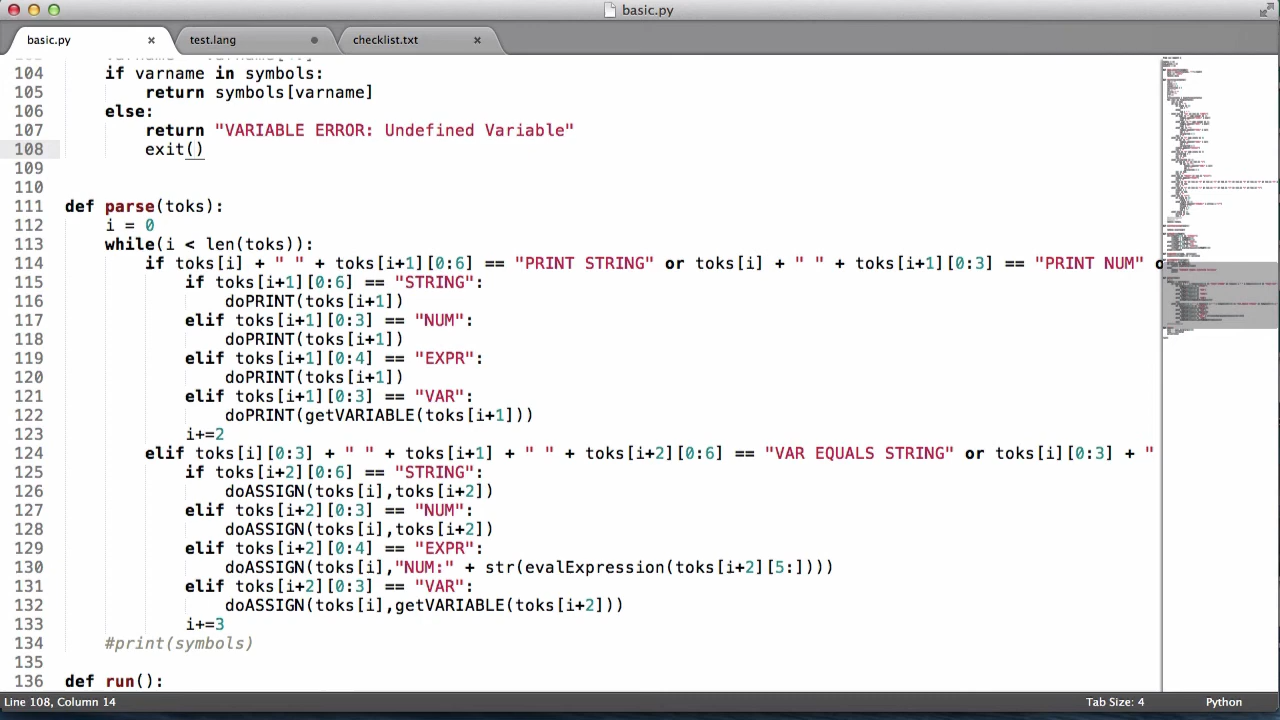 basic.py
basic.py
test.lang
checklist.txt
104 if varname in symbols:
105 return symbols[varname]
106 else:
107 return "VARIABLE ERROR: Undefined Variable"
108 exit()
109
110
111 def parse(toks):
112 i = 0
113 while(i < len(toks)):
114 if toks[i] + " " + toks[i+1][0:6] == "PRINT STRING" or toks[i] + " " + toks[i+1][0:3] == "PRINT NUM" o
115 if toks[i+1][0:6] == "STRING":
116 doPRINT(toks[i+1])
117 elif toks[i+1][0:3] == "NUM":
118 doPRINT(toks[i+1])
119 elif toks[i+1][0:4] == "EXPR":
120 doPRINT(toks[i+1])
121 elif toks[i+1][0:3] == "VAR":
122 doPRINT(getVARIABLE(toks[i+1]))
123 i+=2
124 elif toks[i][0:3] + " " + toks[i+1] + " " + toks[i+2][0:6] == "VAR EQUALS STRING" or toks[i][0:3] + "
125 if toks[i+2][0:6] == "STRING":
126 doASSIGN(toks[i],toks[i+2])
127 elif toks[i+2][0:3] == "NUM":
128 doASSIGN(toks[i],toks[i+2])
129 elif toks[i+2][0:4] == "EXPR":
130 doASSIGN(toks[i],"NUM:" + str(evalExpression(toks[i+2][5:])))
131 elif toks[i+2][0:3] == "VAR":
132 doASSIGN(toks[i],getVARIABLE(toks[i+2]))
133 i+=3
134 #print(symbols)
135
136 def run():
Line 108, Column 14
Tab Size: 4
Python